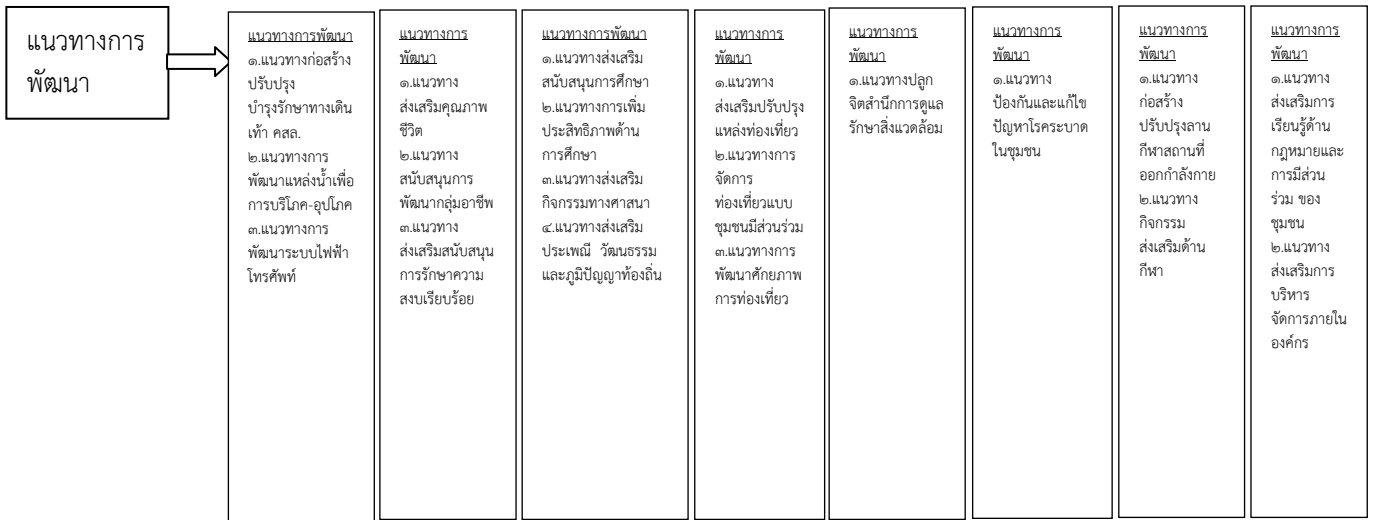 แนวทางการ
พัฒนา
แนวทางการพัฒนา
๑.แนวทางก่อสร้าง
ปรับปรุง
บำรุงรักษาทางเดิน
เท้า คสล.
๒.แนวทางการ
พัฒนาแหล่งน้ำเพื่อ
การบริโภค-อุปโภค
๓.แนวทางการ
พัฒนาระบบไฟฟ้า
โทรศัพท์
แนวทางการ
พัฒนา
๑.แนวทาง
ส่งเสริมคุณภาพ
ชีวิต
๒.แนวทาง
สนับสนุนการ
พัฒนากลุ่มอาชีพ
๓.แนวทาง
ส่งเสริมสนับสนุน
การรักษาความ
สงบเรียบร้อย
แนวทางการพัฒนา
๑.แนวทางส่งเสริม
สนับสนุนการศึกษา
๒.แนวทางการเพิ่ม
ประสิทธิภาพด้าน
การศึกษา
๓.แนวทางส่งเสริม
กิจกรรมทางศาสนา
๔.แนวทางส่งเสริม
ประเพณี วัฒนธรรม
และภูมิปัญญาท้องถิ่น
แนวทางการ
พัฒนา
๑.แนวทาง
ส่งเสริมปรับปรุง
แหล่งท่องเที่ยว
๒.แนวทางการ
จัดการ
ท่องเที่ยวแบบ
ชุมชนมีส่วนร่วม
๓.แนวทางการ
พัฒนาศักยภาพ
การท่องเที่ยว
แนวทางการ
พัฒนา
๑.แนวทางปลูก
จิตสำนึกการดูแล
รักษาสิ่งแวดล้อม
แนวทางการ
พัฒนา
๑.แนวทาง
ป้องกันและแก้ไข
ปัญหาโรคระบาด
ในชุมชน
แนวทางการ
พัฒนา
๑.แนวทาง
ก่อสร้าง
ปรับปรุงลาน
กีฬาสถานที่
ออกกำลังกาย
๒.แนวทาง
กิจกรรม
ส่งเสริมด้าน
กีฬา
แนวทางการ
พัฒนา
๑.แนวทาง
ส่งเสริมการ
เรียนรู้ด้าน
กฎหมายและ
การมีส่วน
ร่วม ของ
ชุมชน
๒.แนวทาง
ส่งเสริมการ
บริหาร
จัดการภายใน
องค์กร